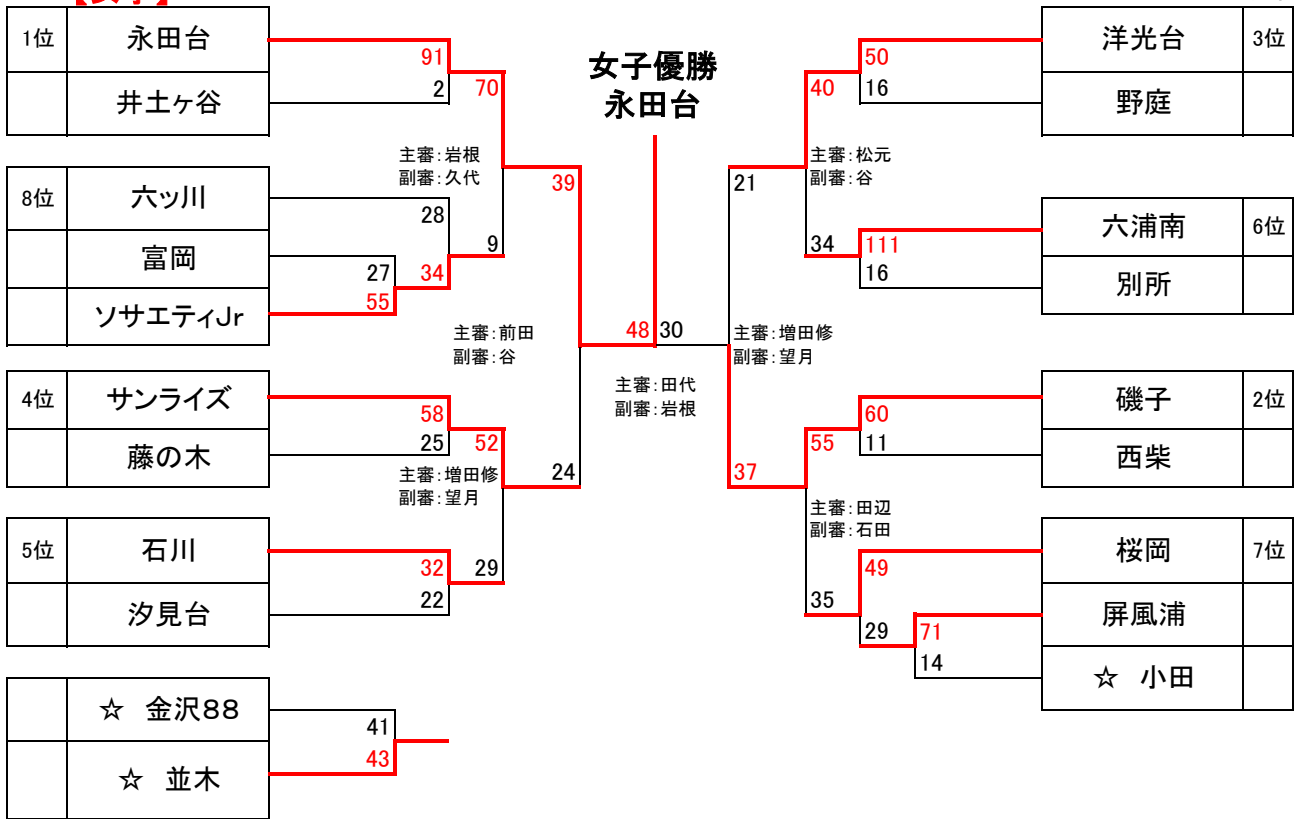 1位 永田台
井土ヶ谷
91
2
70
8位 六ッ川
富岡
ソサエティJr
28
27
55
34
9
主審:岩根
副審:久代
39
4位 サンライズ
藤の木
58
25
52
5位 石川
汐見台
32
22
29
主審:増田修
副審:望月
24
主審:前田
副審:谷
☆ 金沢88
☆ 並木
41
43
女子優勝
永田台
48 30
主審:田代
副審:岩根
洋光台 3位
野庭
50
16
40
主審:松元
副審:谷
21
六浦南 6位
別所
111
16
34
主審:増田修
副審:望月
磯子 2位
西柴
60
11
55
37
主審:田辺
副審:石田
桜岡 7位
屏風浦
☆ 小田
49
35
29
71
14